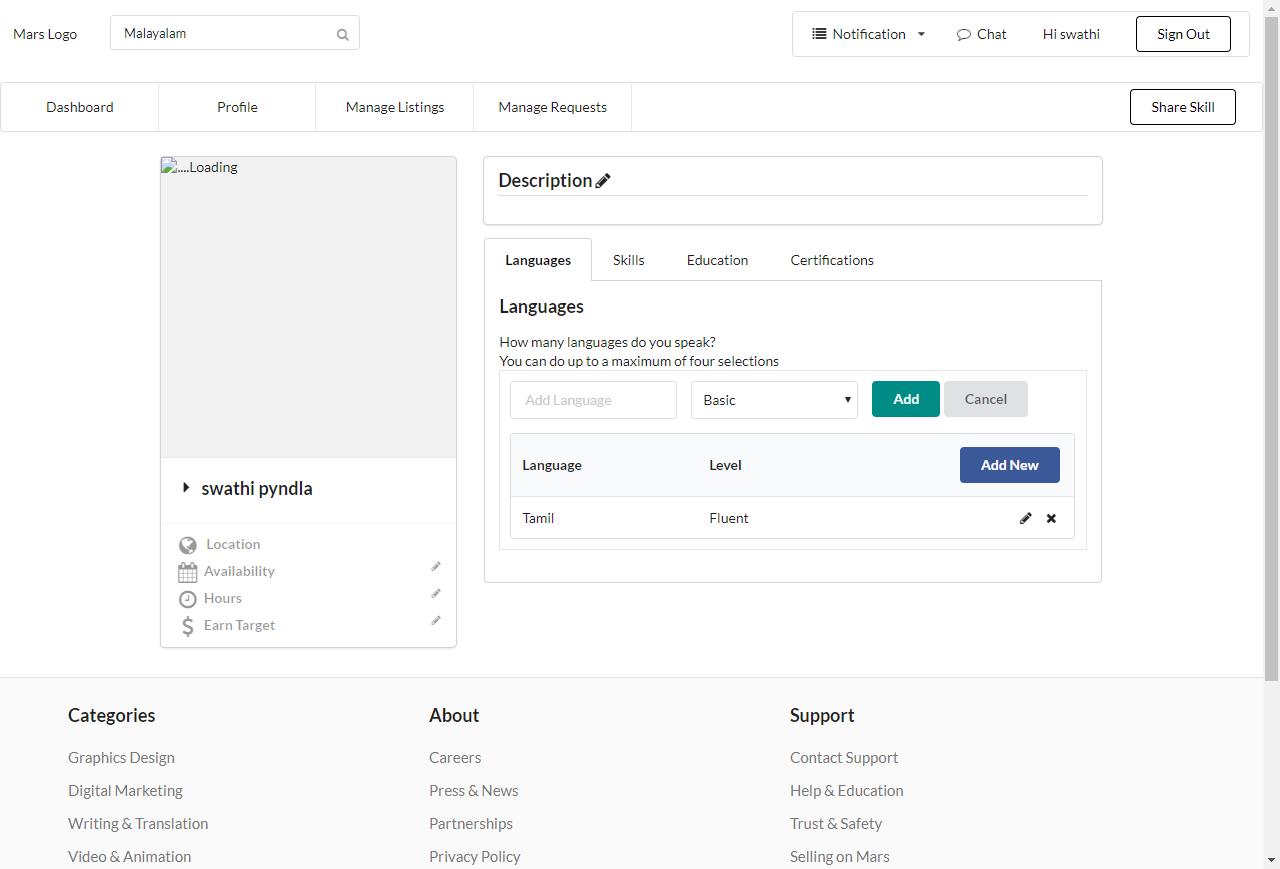 Mars Logo
Malayalam
Notification
Chat
Hi swathi
Sign Out
Dashboard
Profile
Manage Listings
Manage Requests
Share Skill
....Loading
swathi pyndla
Location
Availability
Hours
Earn Target
Description
Languages
Skills
Education
Certifications
Languages
How many languages do you speak?
You can do up to a maximum of four selections
Add Language
Basic
Add
Cancel
Language
Level
Add New
Tamil
Fluent
Categories
Graphics Design
Digital Marketing
Writing & Translation
Video & Animation
About
Careers
Press & News
Partnerships
Privacy Policy
Support
Contact Support
Help & Education
Trust & Safety
Selling on Mars